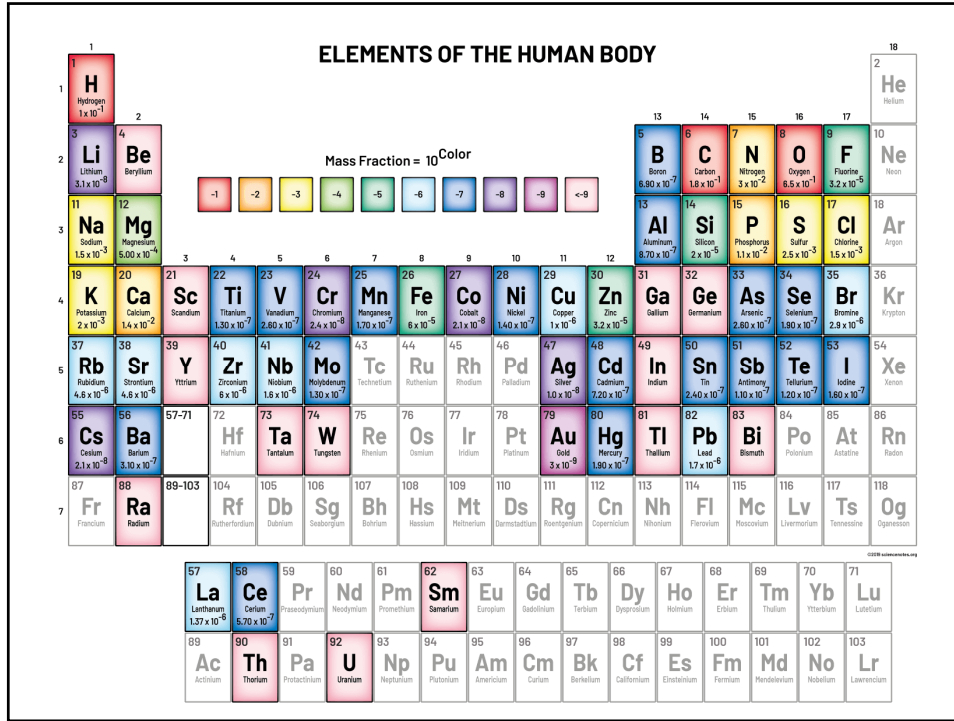 ELEMENTS OF THE HUMAN BODY
Mass Fraction = 10^Color
-1 -2 -3 -4 -5 -6 -7 -8 -9 <-9
1 2 3 4 5 6 7 8 9 10 11 12 13 14 15 16 17 18
1
1 H Hydrogen 1 x 10^-1
2 He Helium
2
3 Li Lithium 3.1 x 10^-8
4 Be Beryllium
5 B Boron 6.90 x 10^-7
6 C Carbon 1.8 x 10^-1
7 N Nitrogen 3 x 10^-2
8 O Oxygen 6.5 x 10^-1
9 F Fluorine 3.2 x 10^-5
10 Ne Neon
3
11 Na Sodium 1.5 x 10^-3
12 Mg Magnesium 5.00 x 10^-4
13 Al Aluminum 8.70 x 10^-7
14 Si Silicon 2 x 10^-5
15 P Phosphorus 1.1 x 10^-2
16 S Sulfur 2.5 x 10^-3
17 Cl Chlorine 1.5 x 10^-3
18 Ar Argon
4
19 K Potassium 2 x 10^-3
20 Ca Calcium 1.4 x 10^-2
21 Sc Scandium
22 Ti Titanium 1.30 x 10^-7
23 V Vanadium 2.60 x 10^-7
24 Cr Chromium 2.4 x 10^-8
25 Mn Manganese 1.70 x 10^-7
26 Fe Iron 6 x 10^-5
27 Co Cobalt 2.1 x 10^-8
28 Ni Nickel 1.40 x 10^-7
29 Cu Copper 1 x 10^-6
30 Zn Zinc 3.2 x 10^-5
31 Ga Gallium
32 Ge Germanium
33 As Arsenic 2.60 x 10^-7
34 Se Selenium 1.90 x 10^-7
35 Br Bromine 2.9 x 10^-6
36 Kr Krypton
5
37 Rb Rubidium 4.6 x 10^-6
38 Sr Strontium 4.6 x 10^-6
39 Y Yttrium
40 Zr Zirconium 6 x 10^-6
41 Nb Niobium 1.6 x 10^-6
42 Mo Molybdenum 1.30 x 10^-7
43 Tc Technetium
44 Ru Ruthenium
45 Rh Rhodium
46 Pd Palladium
47 Ag Silver 1.0 x 10^-8
48 Cd Cadmium 7.20 x 10^-7
49 In Indium
50 Sn Tin 2.40 x 10^-7
51 Sb Antimony 1.10 x 10^-7
52 Te Tellurium 1.20 x 10^-7
53 I Iodine 1.60 x 10^-7
54 Xe Xenon
6
55 Cs Cesium 2.1 x 10^-8
56 Ba Barium 3.10 x 10^-7
57-71
72 Hf Hafnium
73 Ta Tantalum
74 W Tungsten
75 Re Rhenium
76 Os Osmium
77 Ir Iridium
78 Pt Platinum
79 Au Gold 3 x 10^-9
80 Hg Mercury 1.90 x 10^-7
81 Tl Thallium
82 Pb Lead 1.7 x 10^-6
83 Bi Bismuth
84 Po Polonium
85 At Astatine
86 Rn Radon
7
87 Fr Francium
88 Ra Radium
89-103
104 Rf Rutherfordium
105 Db Dubnium
106 Sg Seaborgium
107 Bh Bohrium
108 Hs Hassium
109 Mt Meitnerium
110 Ds Darmstadtium
111 Rg Roentgenium
112 Cn Copernicium
113 Nh Nihonium
114 Fl Flerovium
115 Mc Moscovium
116 Lv Livermorium
117 Ts Tennessine
118 Og Oganesson
©2019 sciencenotes.org
57 La Lanthanum 1.37 x 10^-6
58 Ce Cerium 5.70 x 10^-7
59 Pr Praseodymium
60 Nd Neodymium
61 Pm Promethium
62 Sm Samarium
63 Eu Europium
64 Gd Gadolinium
65 Tb Terbium
66 Dy Dysprosium
67 Ho Holmium
68 Er Erbium
69 Tm Thulium
70 Yb Ytterbium
71 Lu Lutetium
89 Ac Actinium
90 Th Thorium
91 Pa Protactinium
92 U Uranium
93 Np Neptunium
94 Pu Plutonium
95 Am Americium
96 Cm Curium
97 Bk Berkelium
98 Cf Californium
99 Es Einsteinium
100 Fm Fermium
101 Md Mendelevium
102 No Nobelium
103 Lr Lawrencium